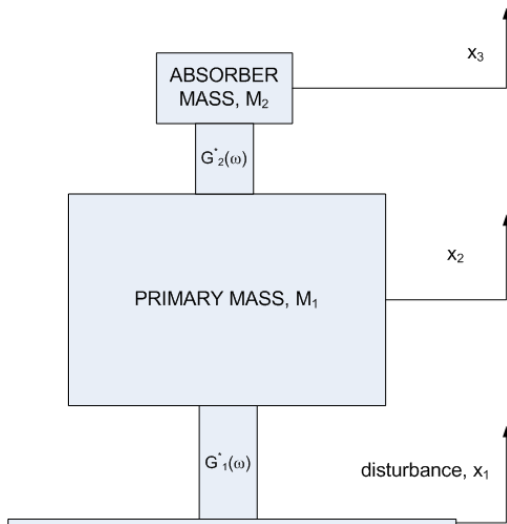 ABSORBER
MASS, M₂
x₃
G*₂(ω)
x₂
PRIMARY MASS, M₁
G*₁(ω)
disturbance, x₁